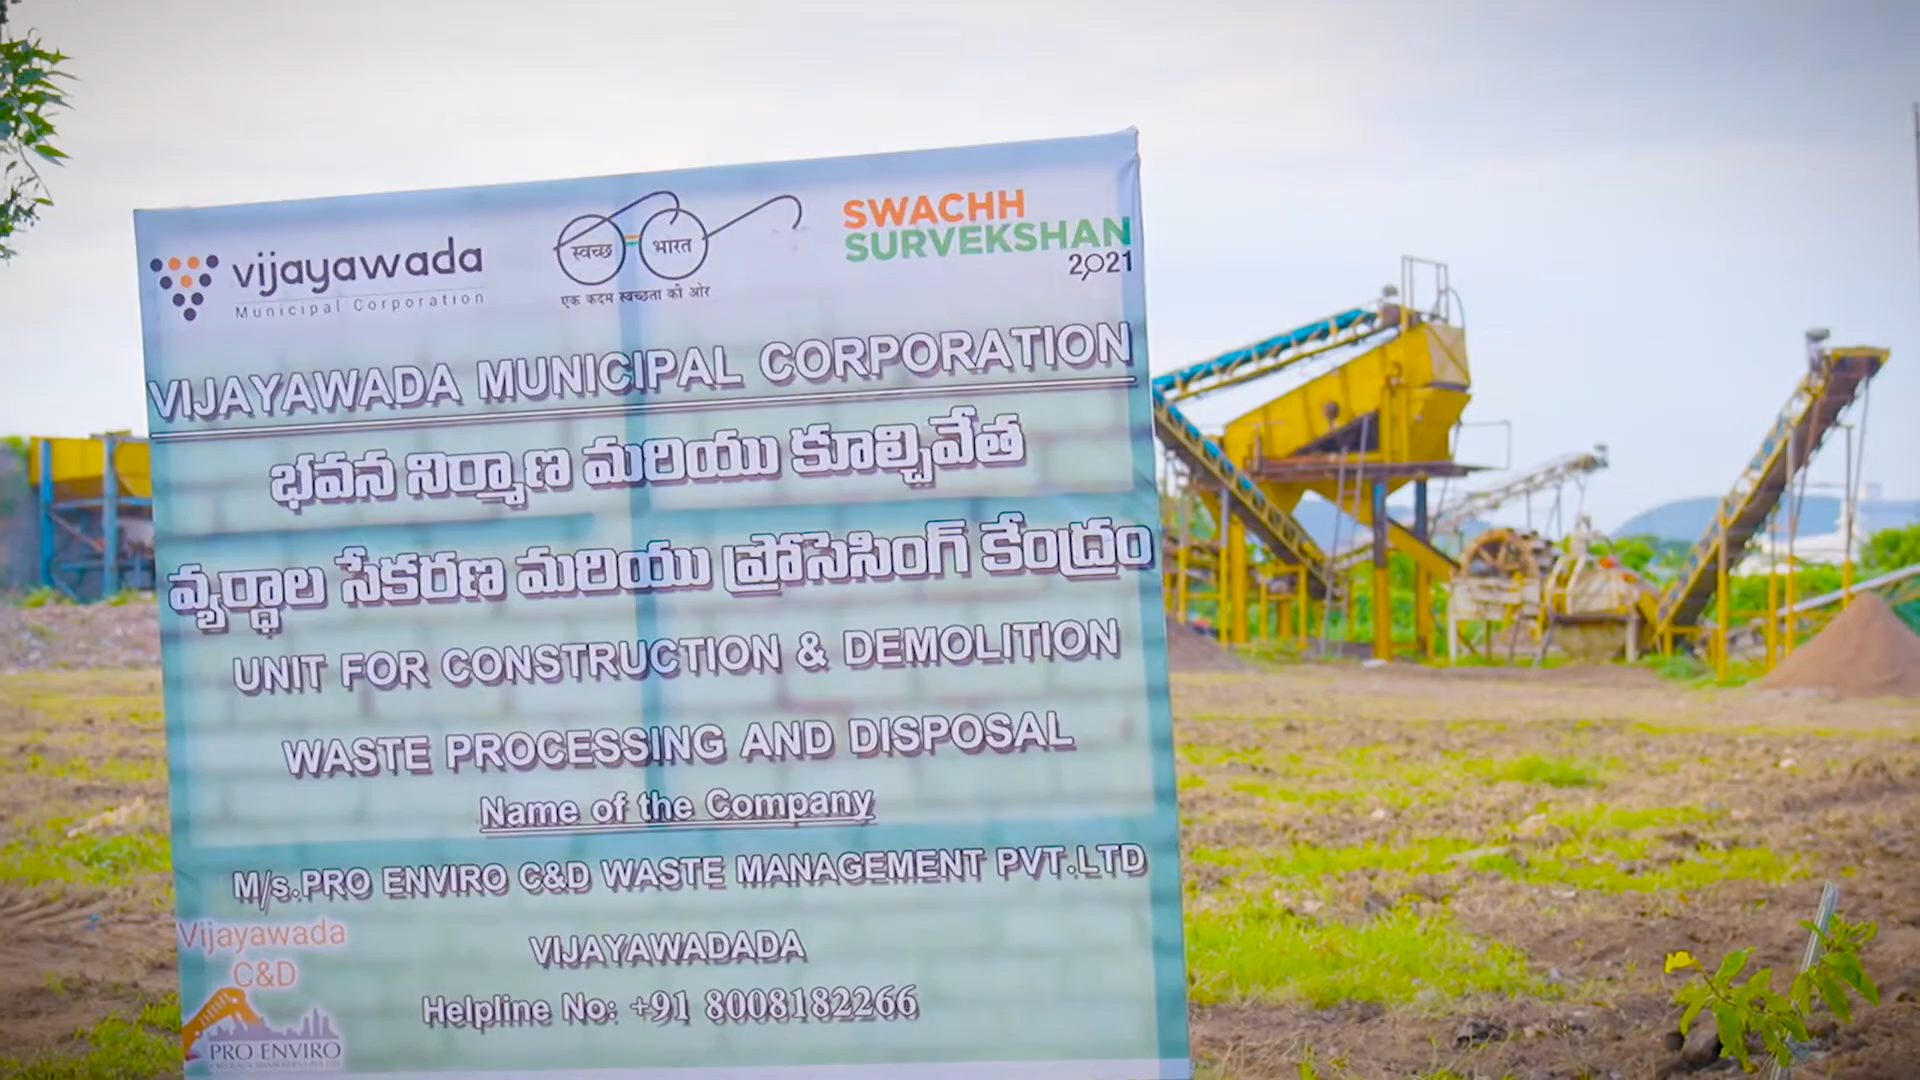 vijayawada
Municipal Corporation
स्वच्छ भारत
एक कदम स्वच्छता की ओर
SWACHH
SURVEKSHAN
2021
VIJAYAWADA MUNICIPAL CORPORATION
భవన నిర్మాణ మరియు కూల్చివేత
వ్యర్థాల సేకరణ మరియు ప్రోసెసింగ్ కేంద్రం
UNIT FOR CONSTRUCTION & DEMOLITION
WASTE PROCESSING AND DISPOSAL
Name of the Company
M/s.PRO ENVIRO C&D WASTE MANAGEMENT PVT.LTD
VIJAYAWADADA
Helpline No: +91 8008182266
Vijayawada
C&D
PRO ENVIRO